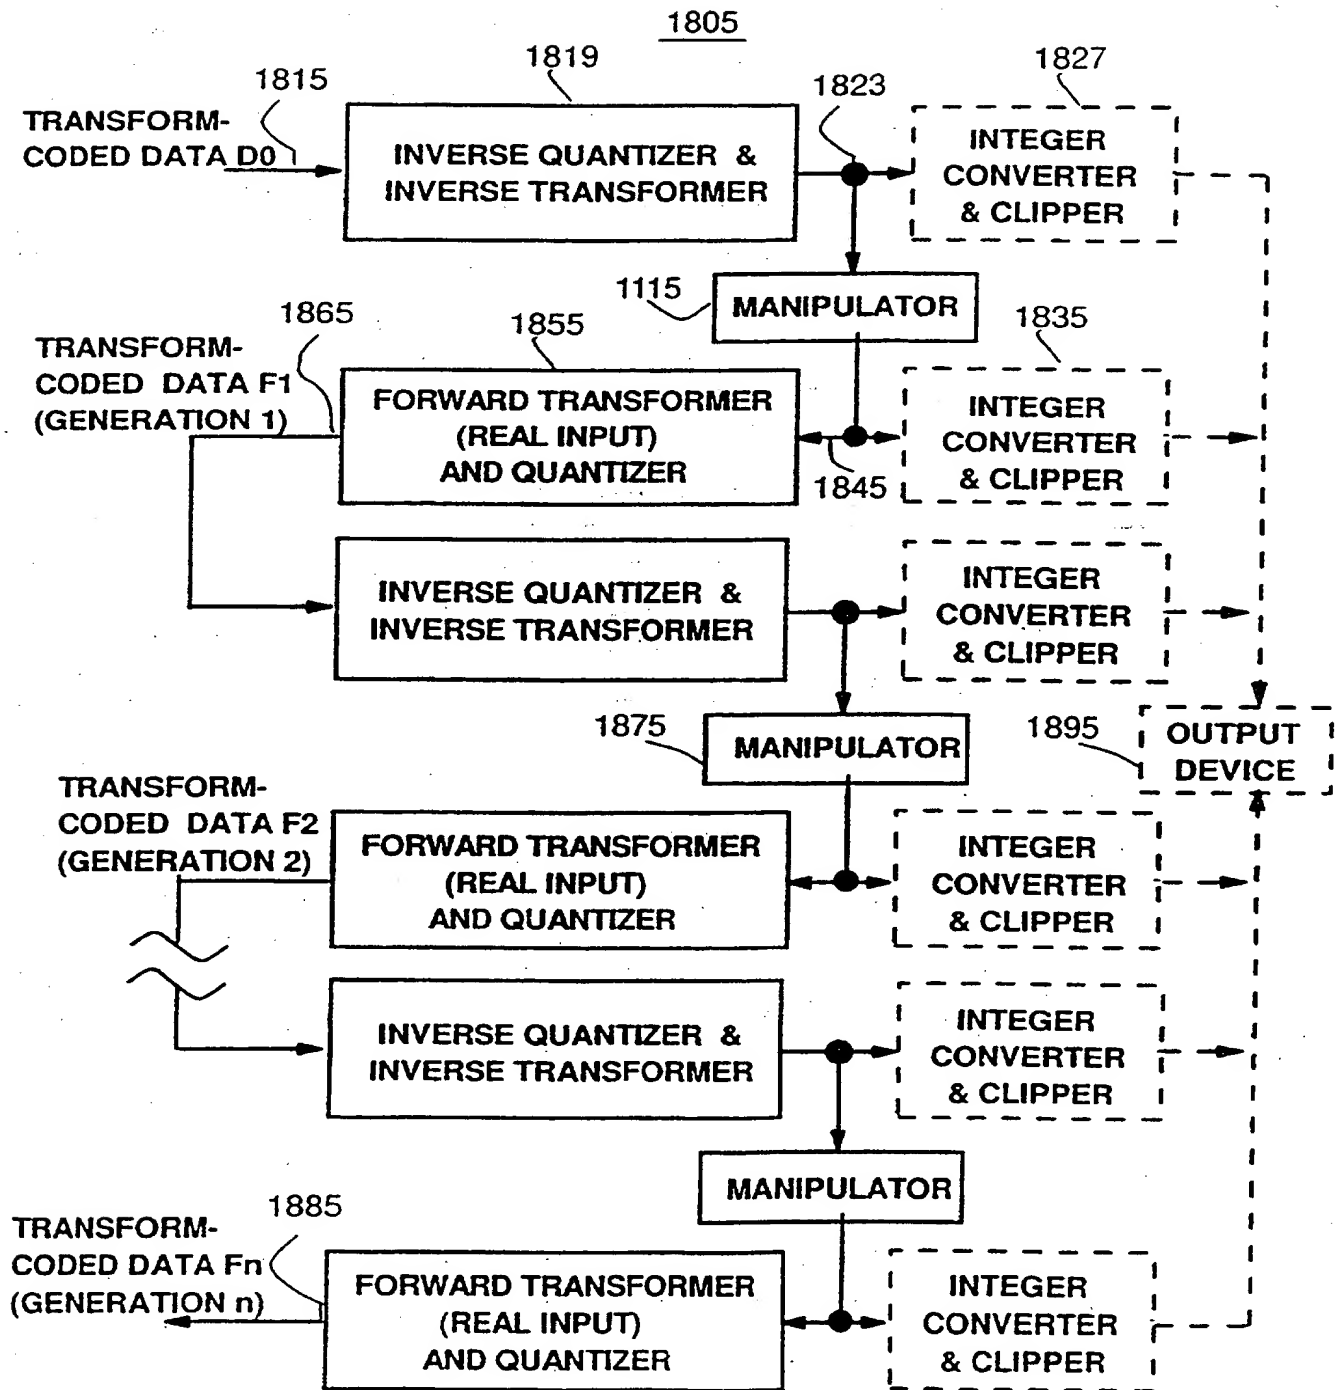 1805
1815
1819
1823
1827
TRANSFORM-
CODED DATA D0
INVERSE QUANTIZER &
INVERSE TRANSFORMER
INTEGER
CONVERTER
& CLIPPER
1115
MANIPULATOR
1865
1855
1835
TRANSFORM-
CODED DATA F1
(GENERATION 1)
FORWARD TRANSFORMER
(REAL INPUT)
AND QUANTIZER
1845
INTEGER
CONVERTER
& CLIPPER
INVERSE QUANTIZER &
INVERSE TRANSFORMER
INTEGER
CONVERTER
& CLIPPER
1875
MANIPULATOR
1895
OUTPUT
DEVICE
TRANSFORM-
CODED DATA F2
(GENERATION 2)
FORWARD TRANSFORMER
(REAL INPUT)
AND QUANTIZER
INTEGER
CONVERTER
& CLIPPER
INVERSE QUANTIZER &
INVERSE TRANSFORMER
INTEGER
CONVERTER
& CLIPPER
MANIPULATOR
1885
TRANSFORM-
CODED DATA Fn
(GENERATION n)
FORWARD TRANSFORMER
(REAL INPUT)
AND QUANTIZER
INTEGER
CONVERTER
& CLIPPER